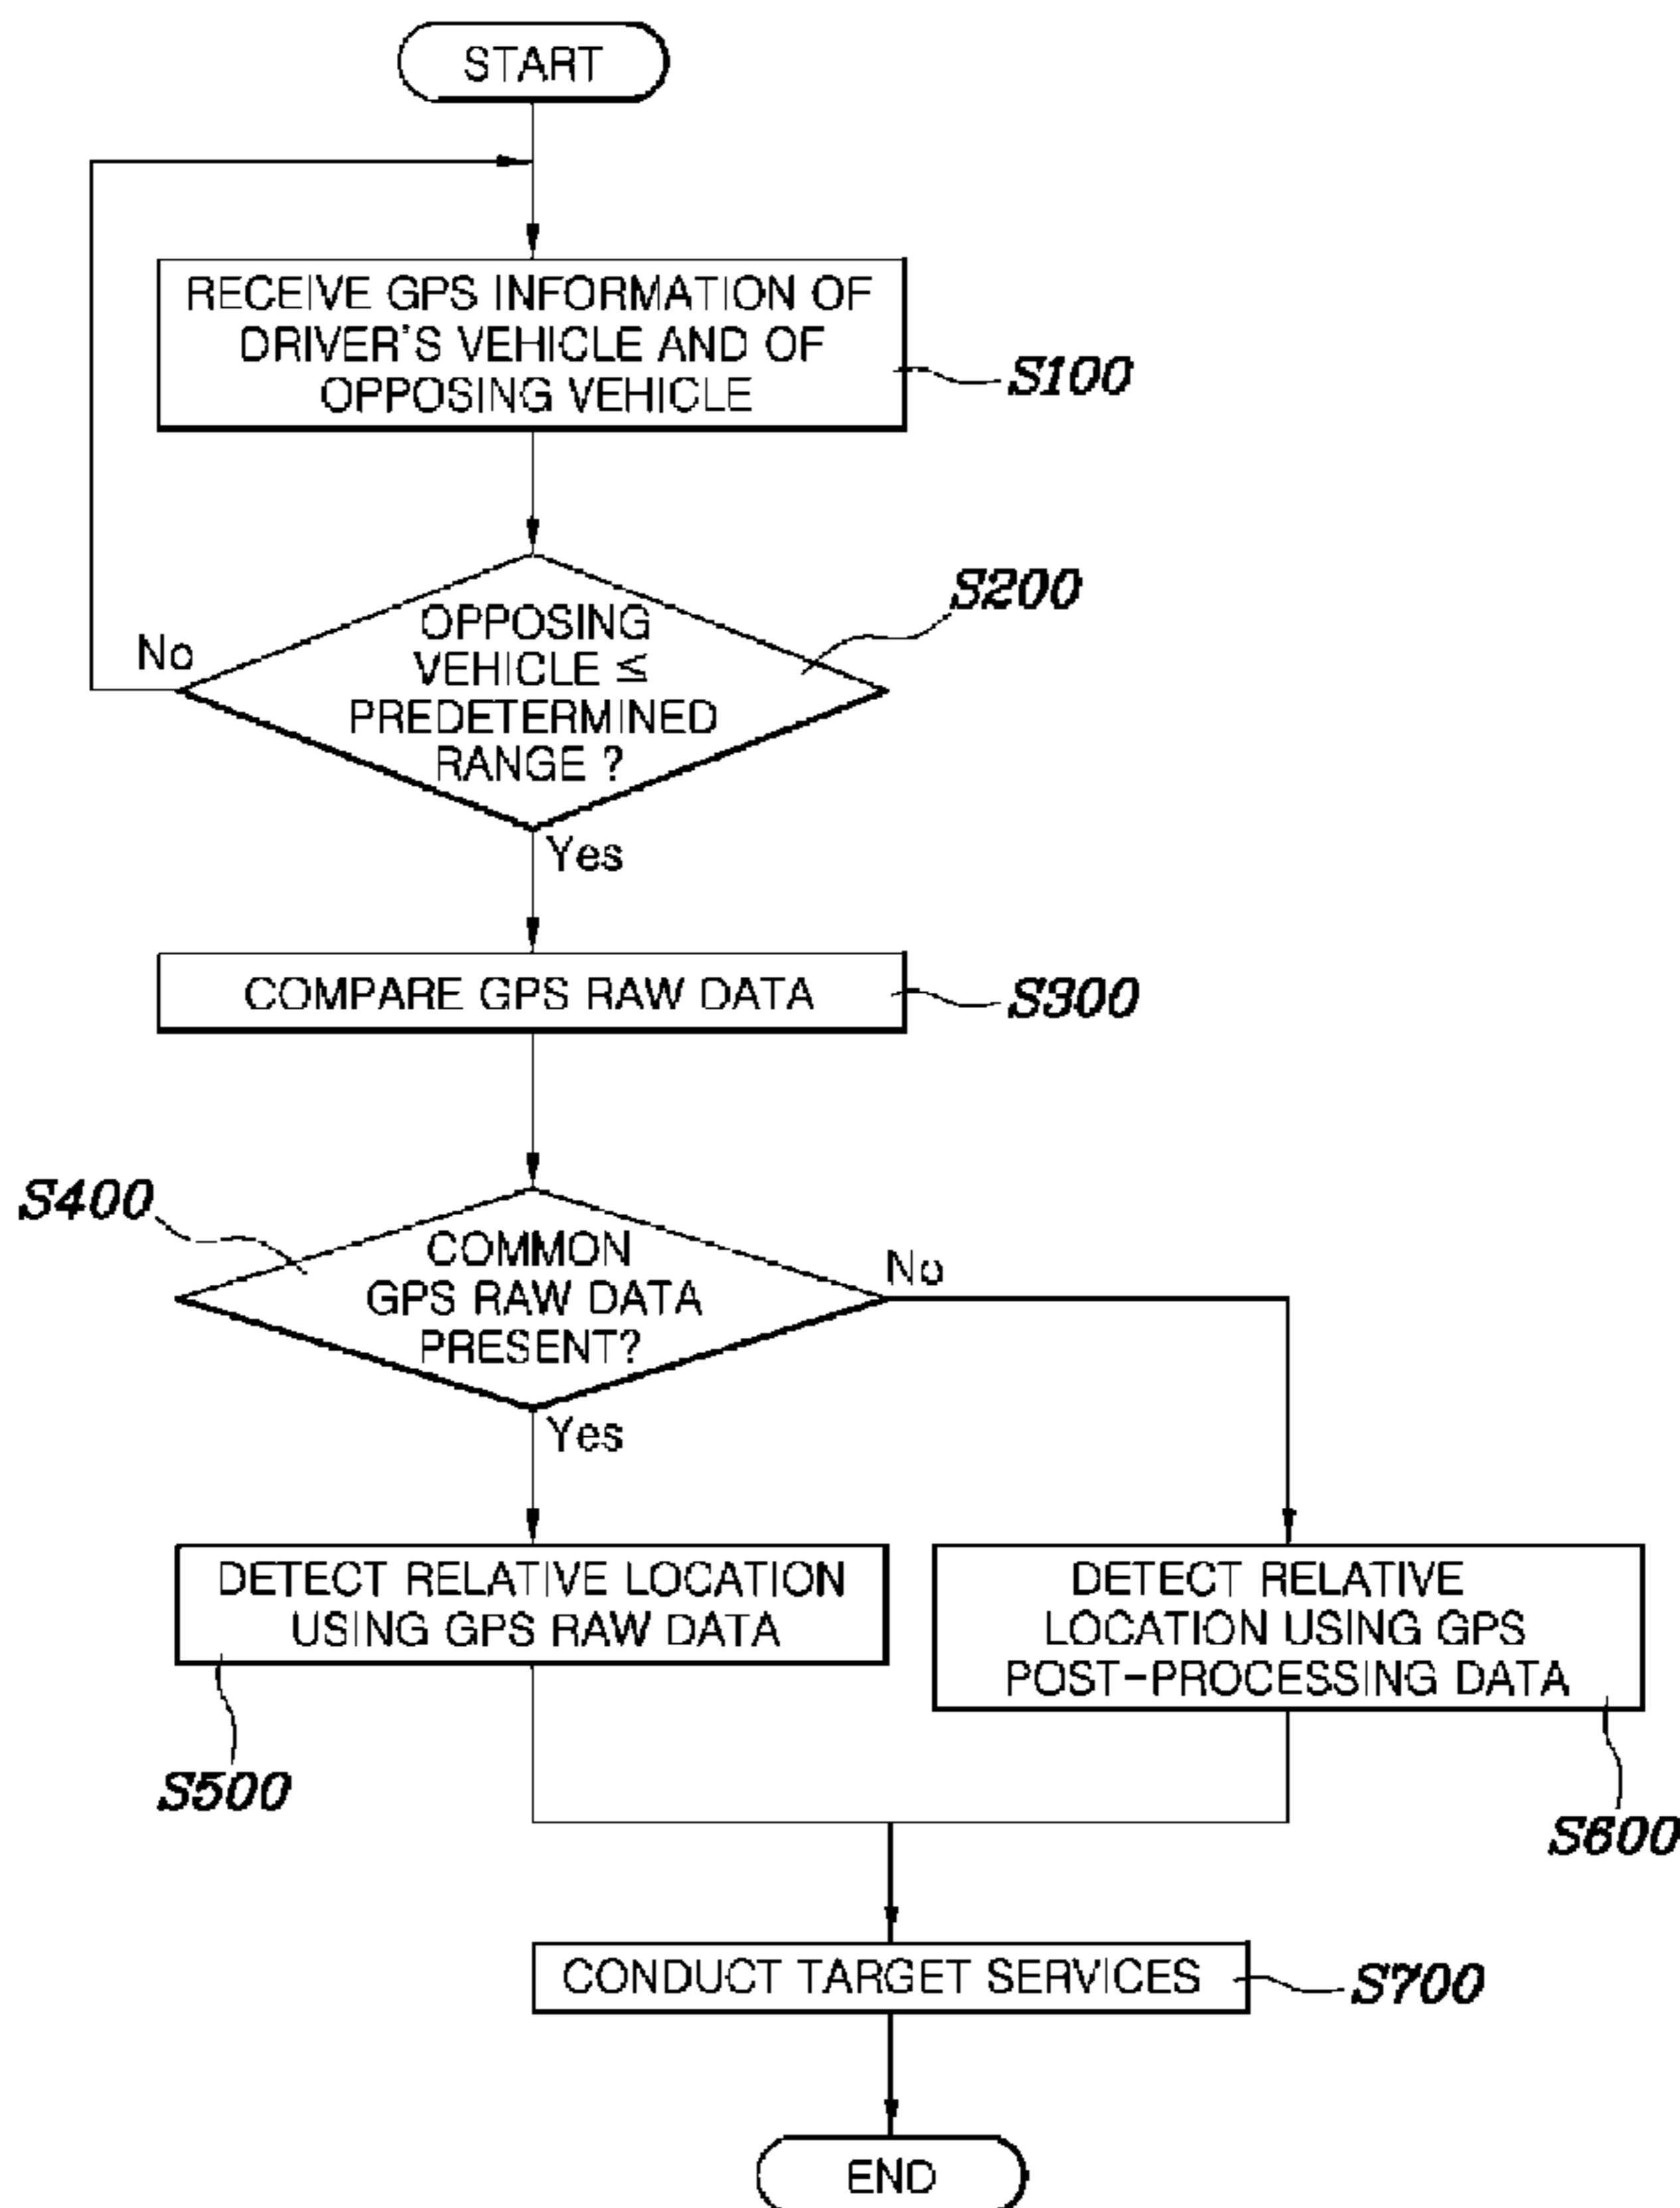 START
RECEIVE GPS INFORMATION OF
DRIVER'S VEHICLE AND OF
OPPOSING VEHICLE
S100
OPPOSING
VEHICLE ≤
PREDETERMINED
RANGE ?
S200
No
Yes
COMPARE GPS RAW DATA
S300
S400
COMMON
GPS RAW DATA
PRESENT?
No
Yes
DETECT RELATIVE LOCATION
USING GPS RAW DATA
S500
DETECT RELATIVE
LOCATION USING GPS
POST-PROCESSING DATA
S600
CONDUCT TARGET SERVICES
S700
END